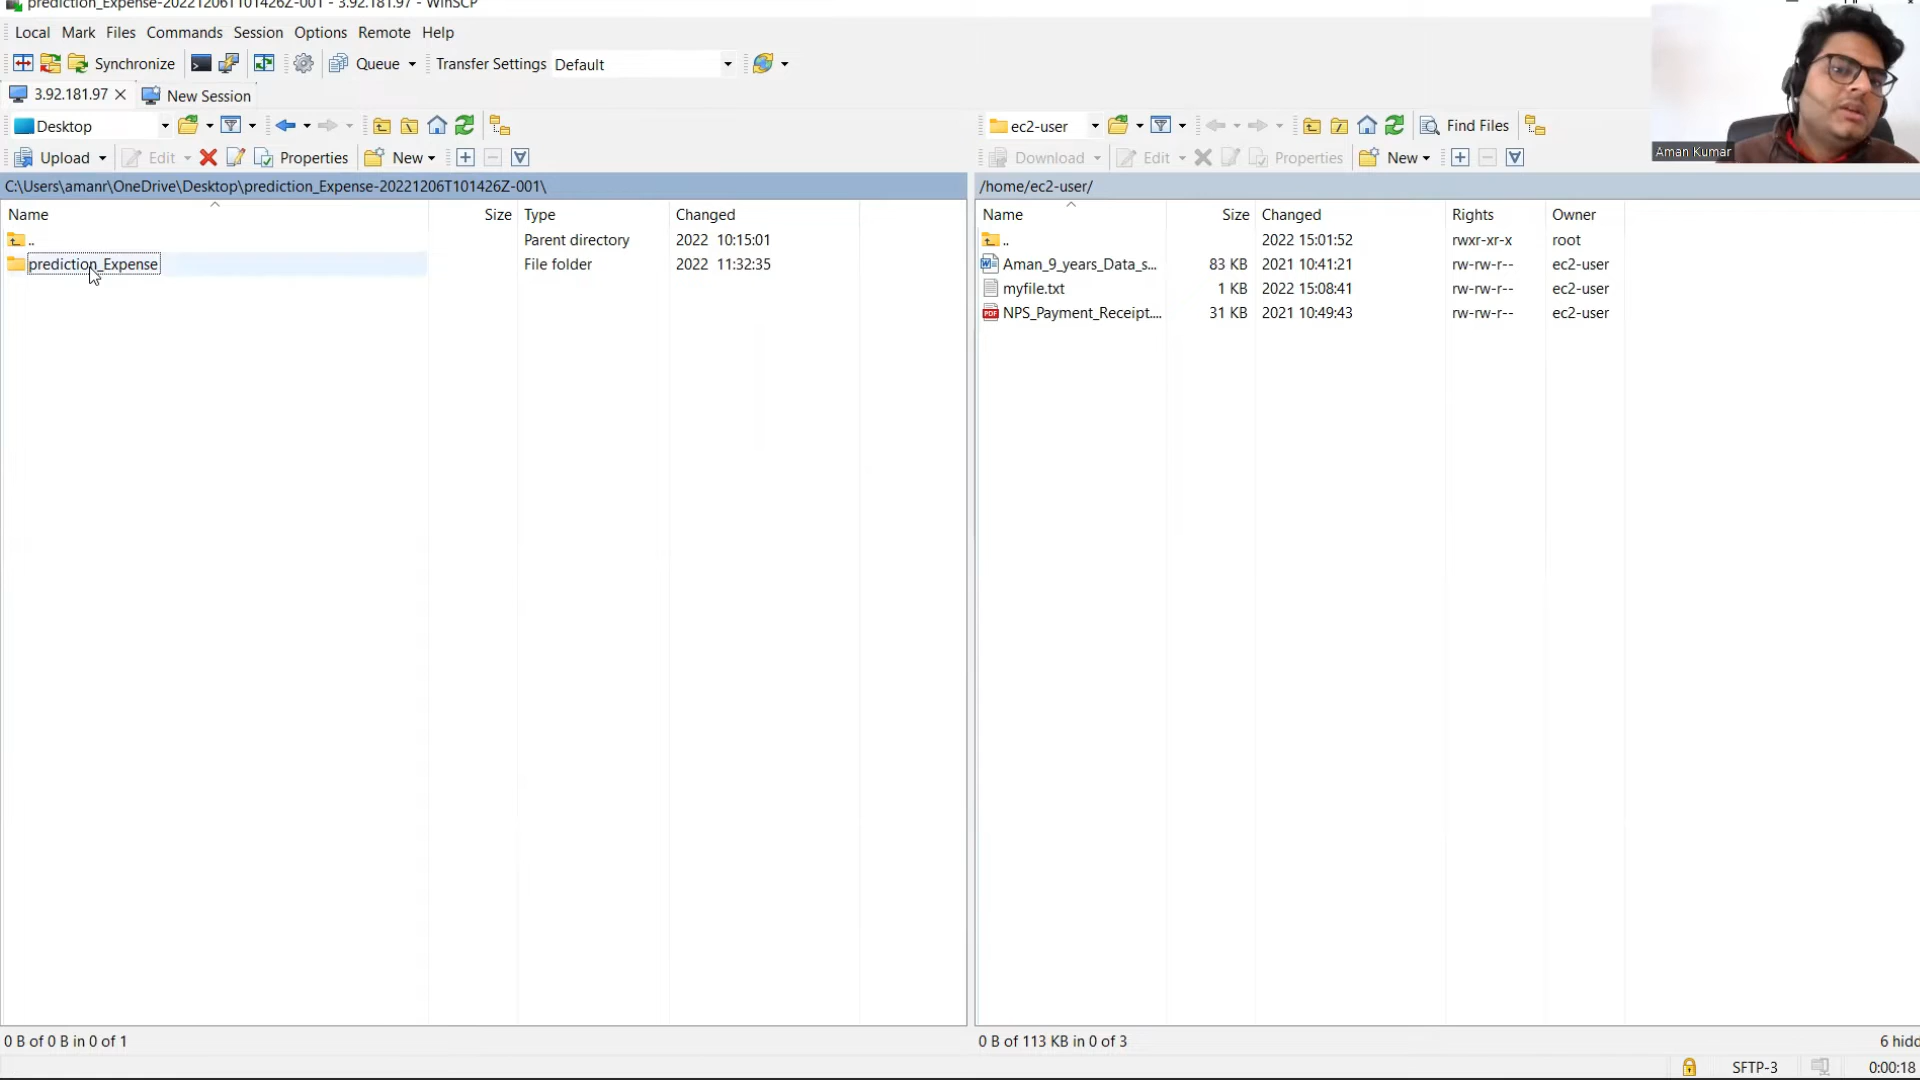 prediction_Expense-20221206T101426Z-001 - 3.92.181.97 - WinSCP
Local Mark Files Commands Session Options Remote Help
Synchronize Queue Transfer Settings Default
3.92.181.97 New Session
Desktop
Upload Edit Properties New
C:\Users\amanr\OneDrive\Desktop\prediction_Expense-20221206T101426Z-001\
Name Size Type Changed
.. Parent directory 2022 10:15:01
prediction_Expense File folder 2022 11:32:35
0 B of 0 B in 0 of 1
ec2-user Find Files
Download Edit Properties New
/home/ec2-user/
Name Size Changed Rights Owner
.. 2022 15:01:52 rwxr-xr-x root
Aman_9_years_Data_s... 83 KB 2021 10:41:21 rw-rw-r-- ec2-user
myfile.txt 1 KB 2022 15:08:41 rw-rw-r-- ec2-user
PDF NPS_Payment_Receipt.... 31 KB 2021 10:49:43 rw-rw-r-- ec2-user
0 B of 113 KB in 0 of 3
6 hidd
SFTP-3 0:00:18
Aman Kumar